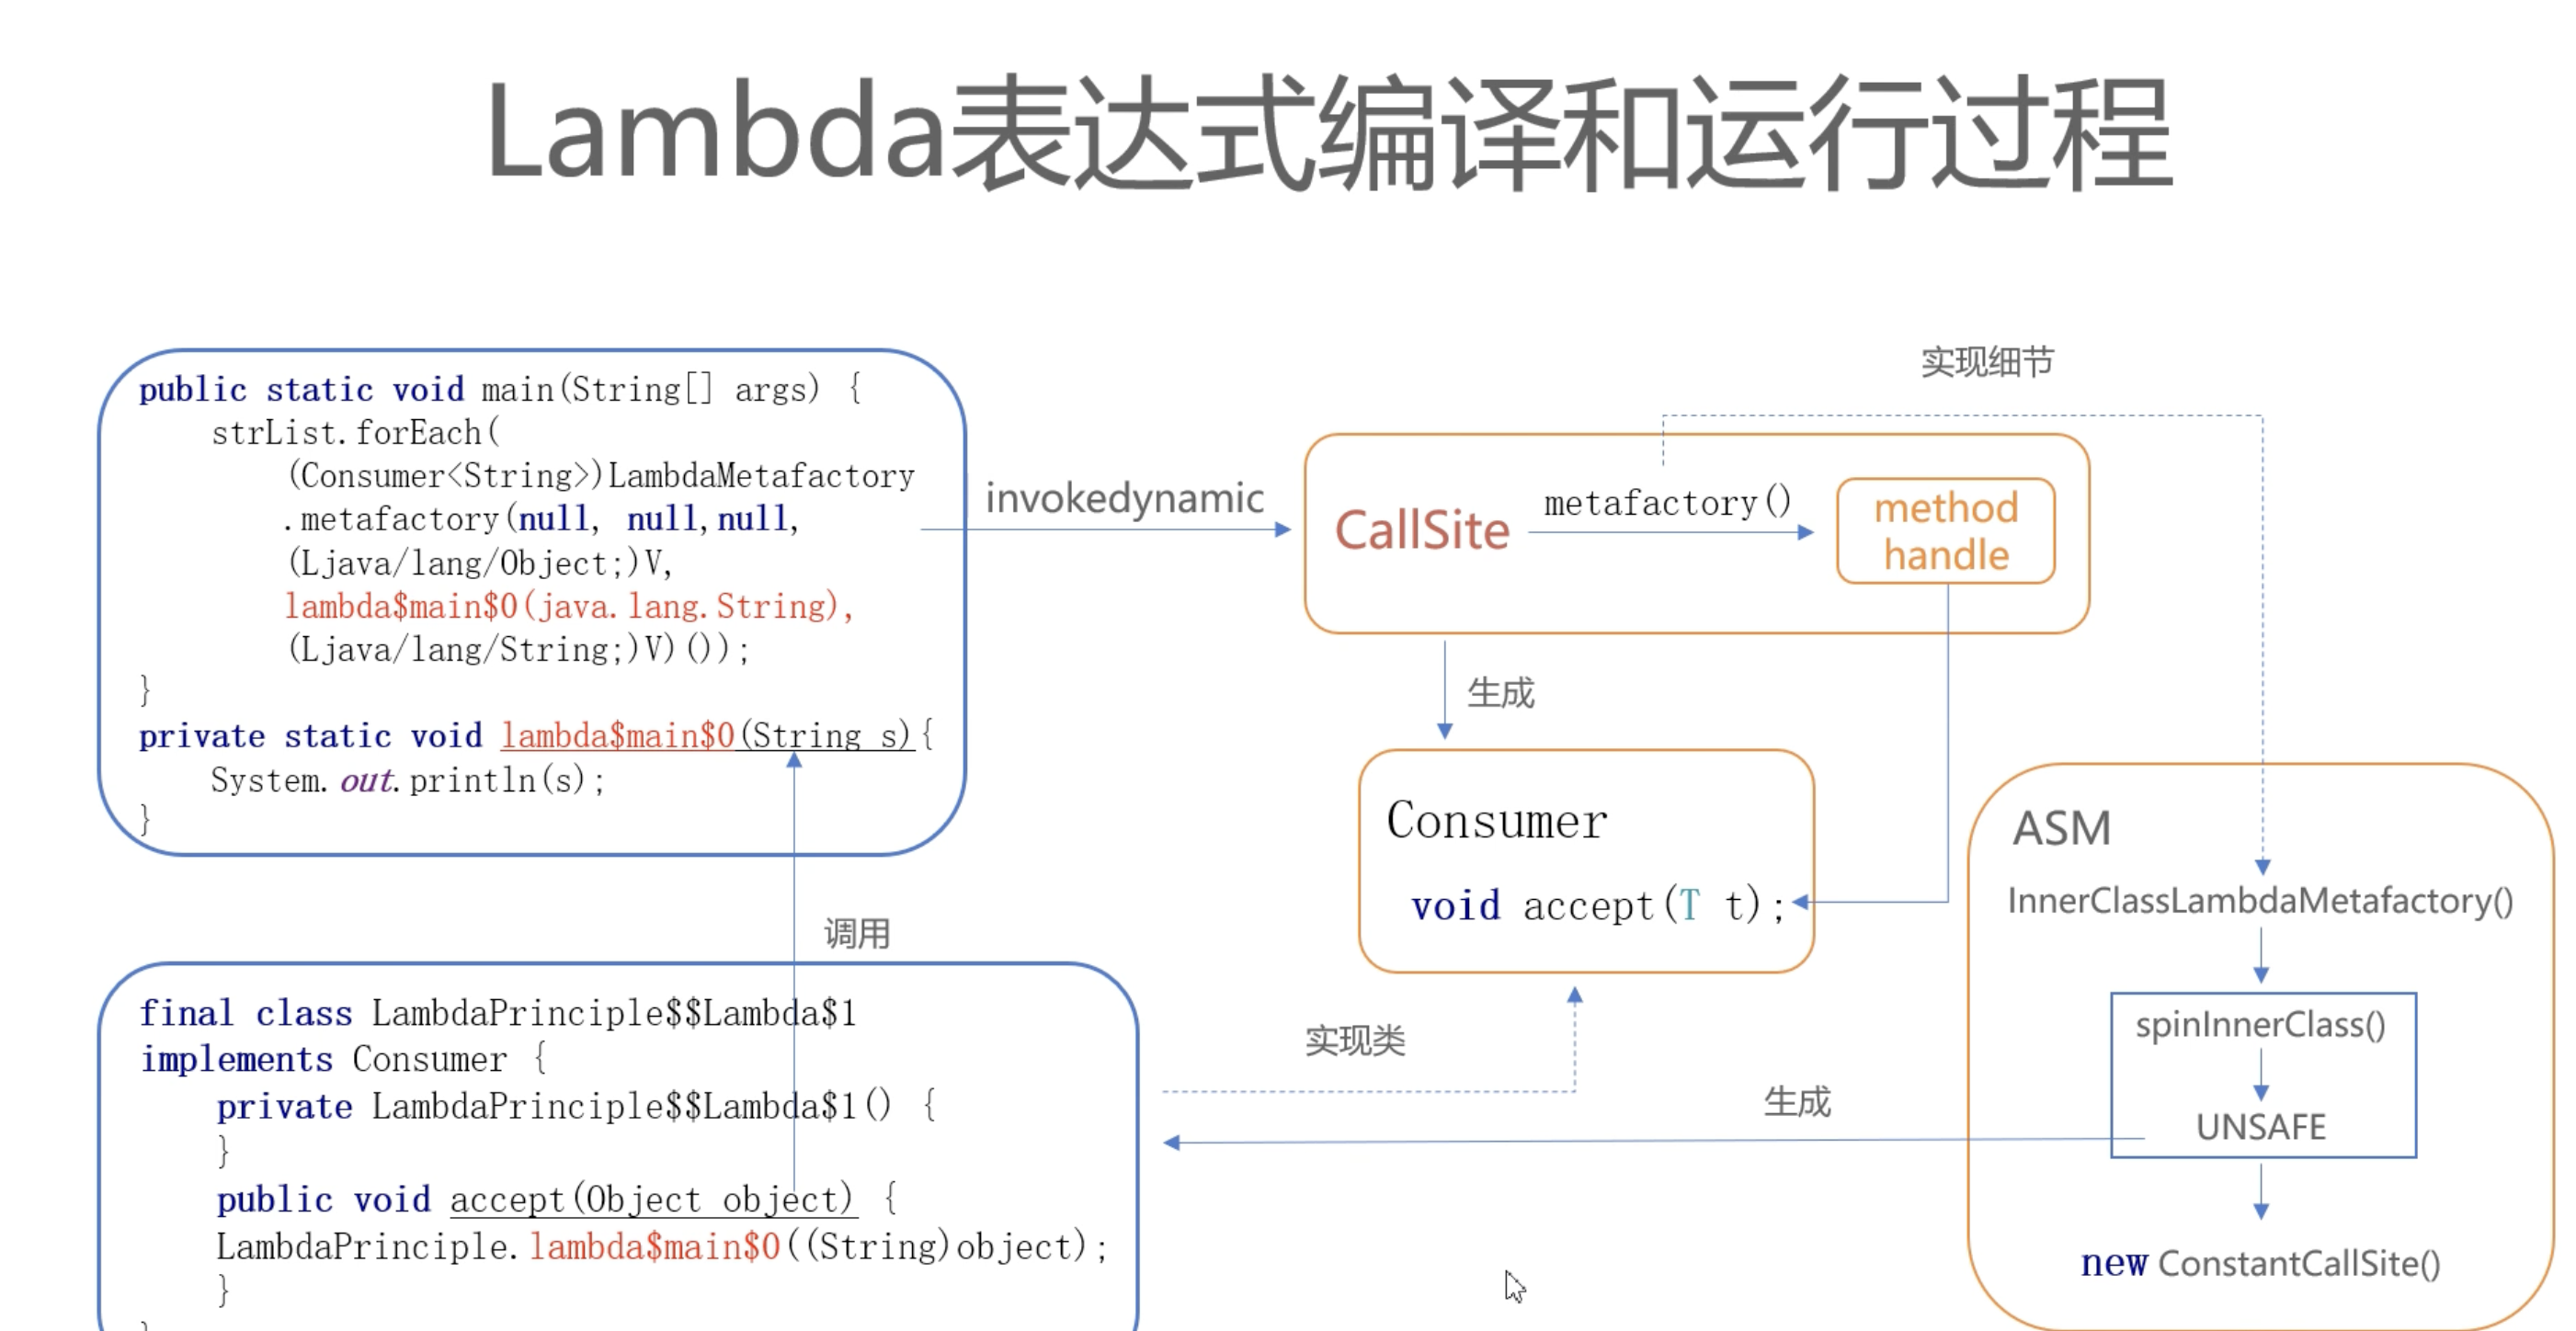 Lambda表达式编译和运行过程
public static void main(String[] args) {
strList.forEach(
(Consumer<String>)LambdaMetafactory
.metafactory(null, null,null,
(Ljava/lang/Object;)V,
lambda$main$0(java.lang.String),
(Ljava/lang/String;)V)());
}
private static void lambda$main$0(String s){
System.out.println(s);
}
invokedynamic
CallSite
metafactory()
method
handle
实现细节
生成
Consumer
void accept(T t);
调用
final class LambdaPrinciple$$Lambda$1
implements Consumer {
private LambdaPrinciple$$Lambda$1() {
}
public void accept(Object object) {
LambdaPrinciple.lambda$main$0((String)object);
}
}
实现类
生成
ASM
InnerClassLambdaMetafactory()
spinInnerClass()
UNSAFE
new ConstantCallSite()